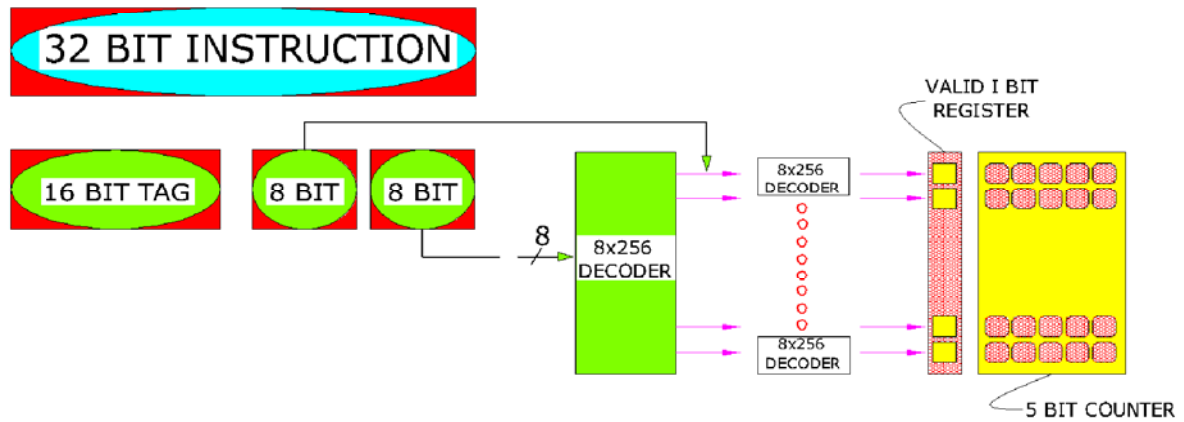 32 BIT INSTRUCTION
VALID I BIT
REGISTER
16 BIT TAG
8 BIT
8 BIT
8
8x256
DECODER
8x256
DECODER
8x256
DECODER
5 BIT COUNTER